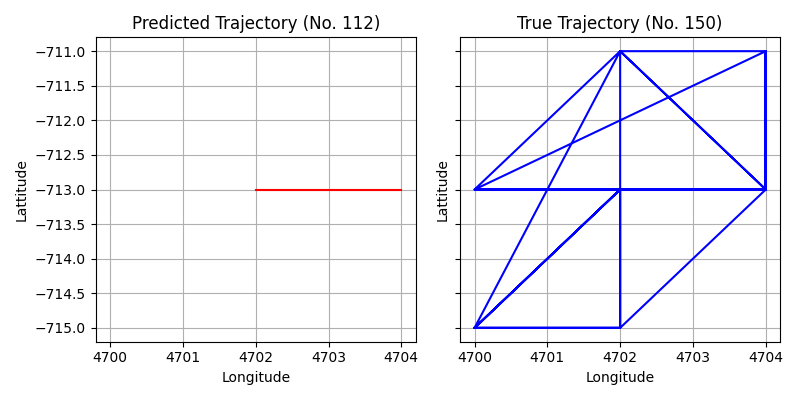 Predicted Trajectory (No. 112)
True Trajectory (No. 150)
Lattitude
−711.0
−711.5
−712.0
−712.5
−713.0
−713.5
−714.0
−714.5
−715.0
4700 4701 4702 4703 4704
Longitude
Lattitude
4700 4701 4702 4703 4704
Longitude